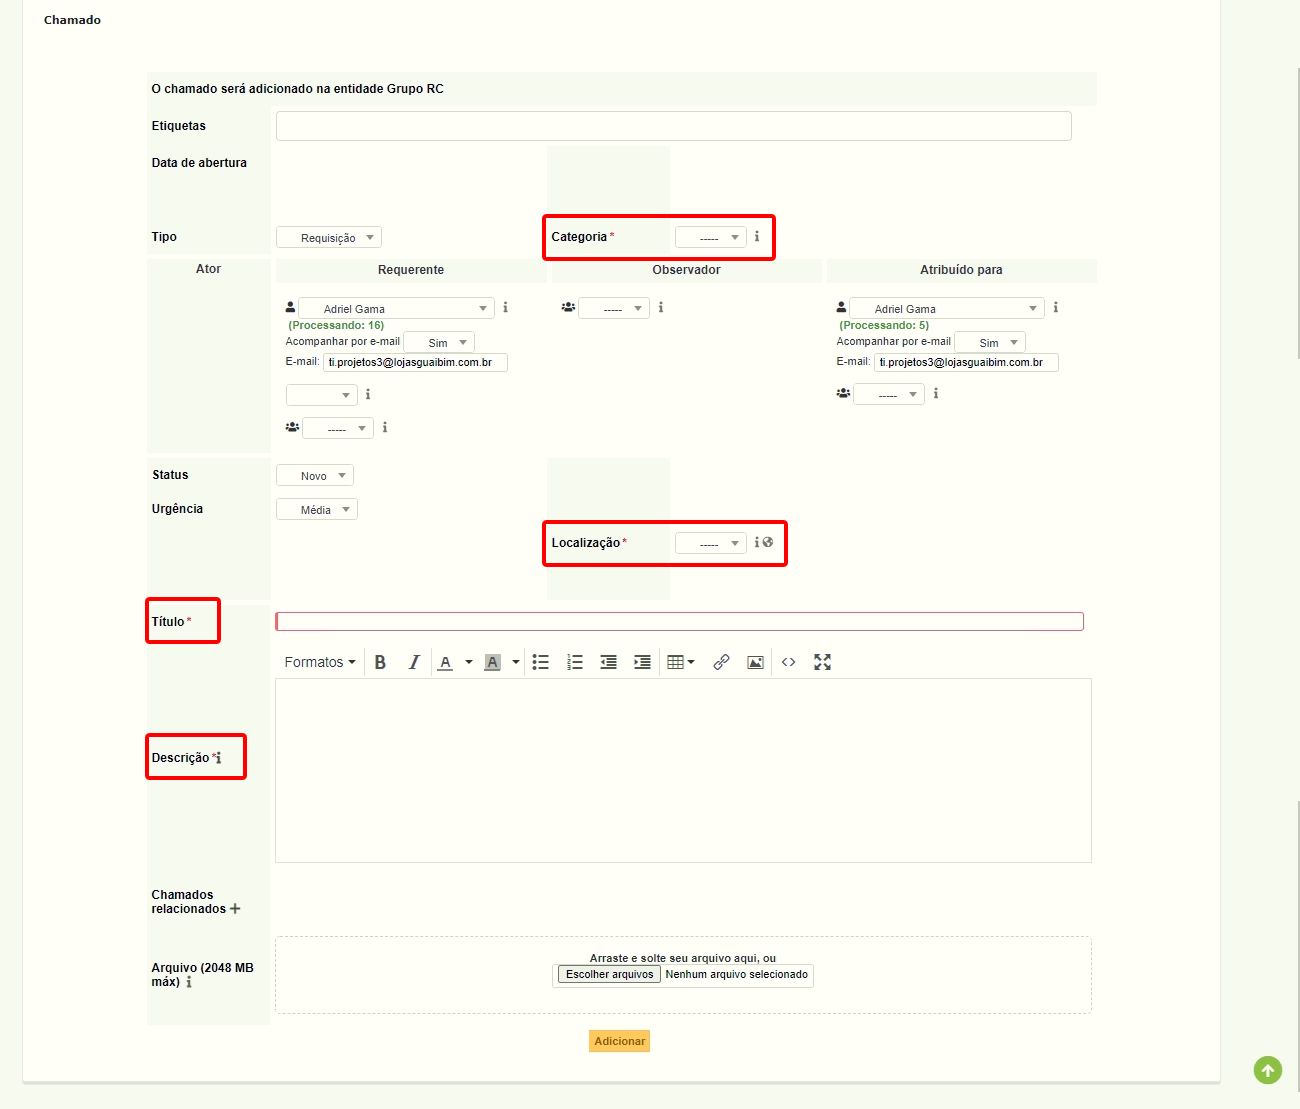 Chamado
O chamado será adicionado na entidade Grupo RC
Etiquetas
Data de abertura
Tipo Requisição Categoria * -----
Ator Requerente Observador Atribuído para
Adriel Gama ----- Adriel Gama
(Processando: 16) (Processando: 5)
Acompanhar por e-mail Sim Acompanhar por e-mail Sim
E-mail: ti.projetos3@lojasguaibim.com.br E-mail: ti.projetos3@lojasguaibim.com.br
-----
-----
Status Novo
Urgência Média
Localização * -----
Título *
Formatos B I A A
Descrição *
Chamados
relacionados +
Arquivo (2048 MB
máx)
Arraste e solte seu arquivo aqui, ou
Escolher arquivos Nenhum arquivo selecionado
Adicionar